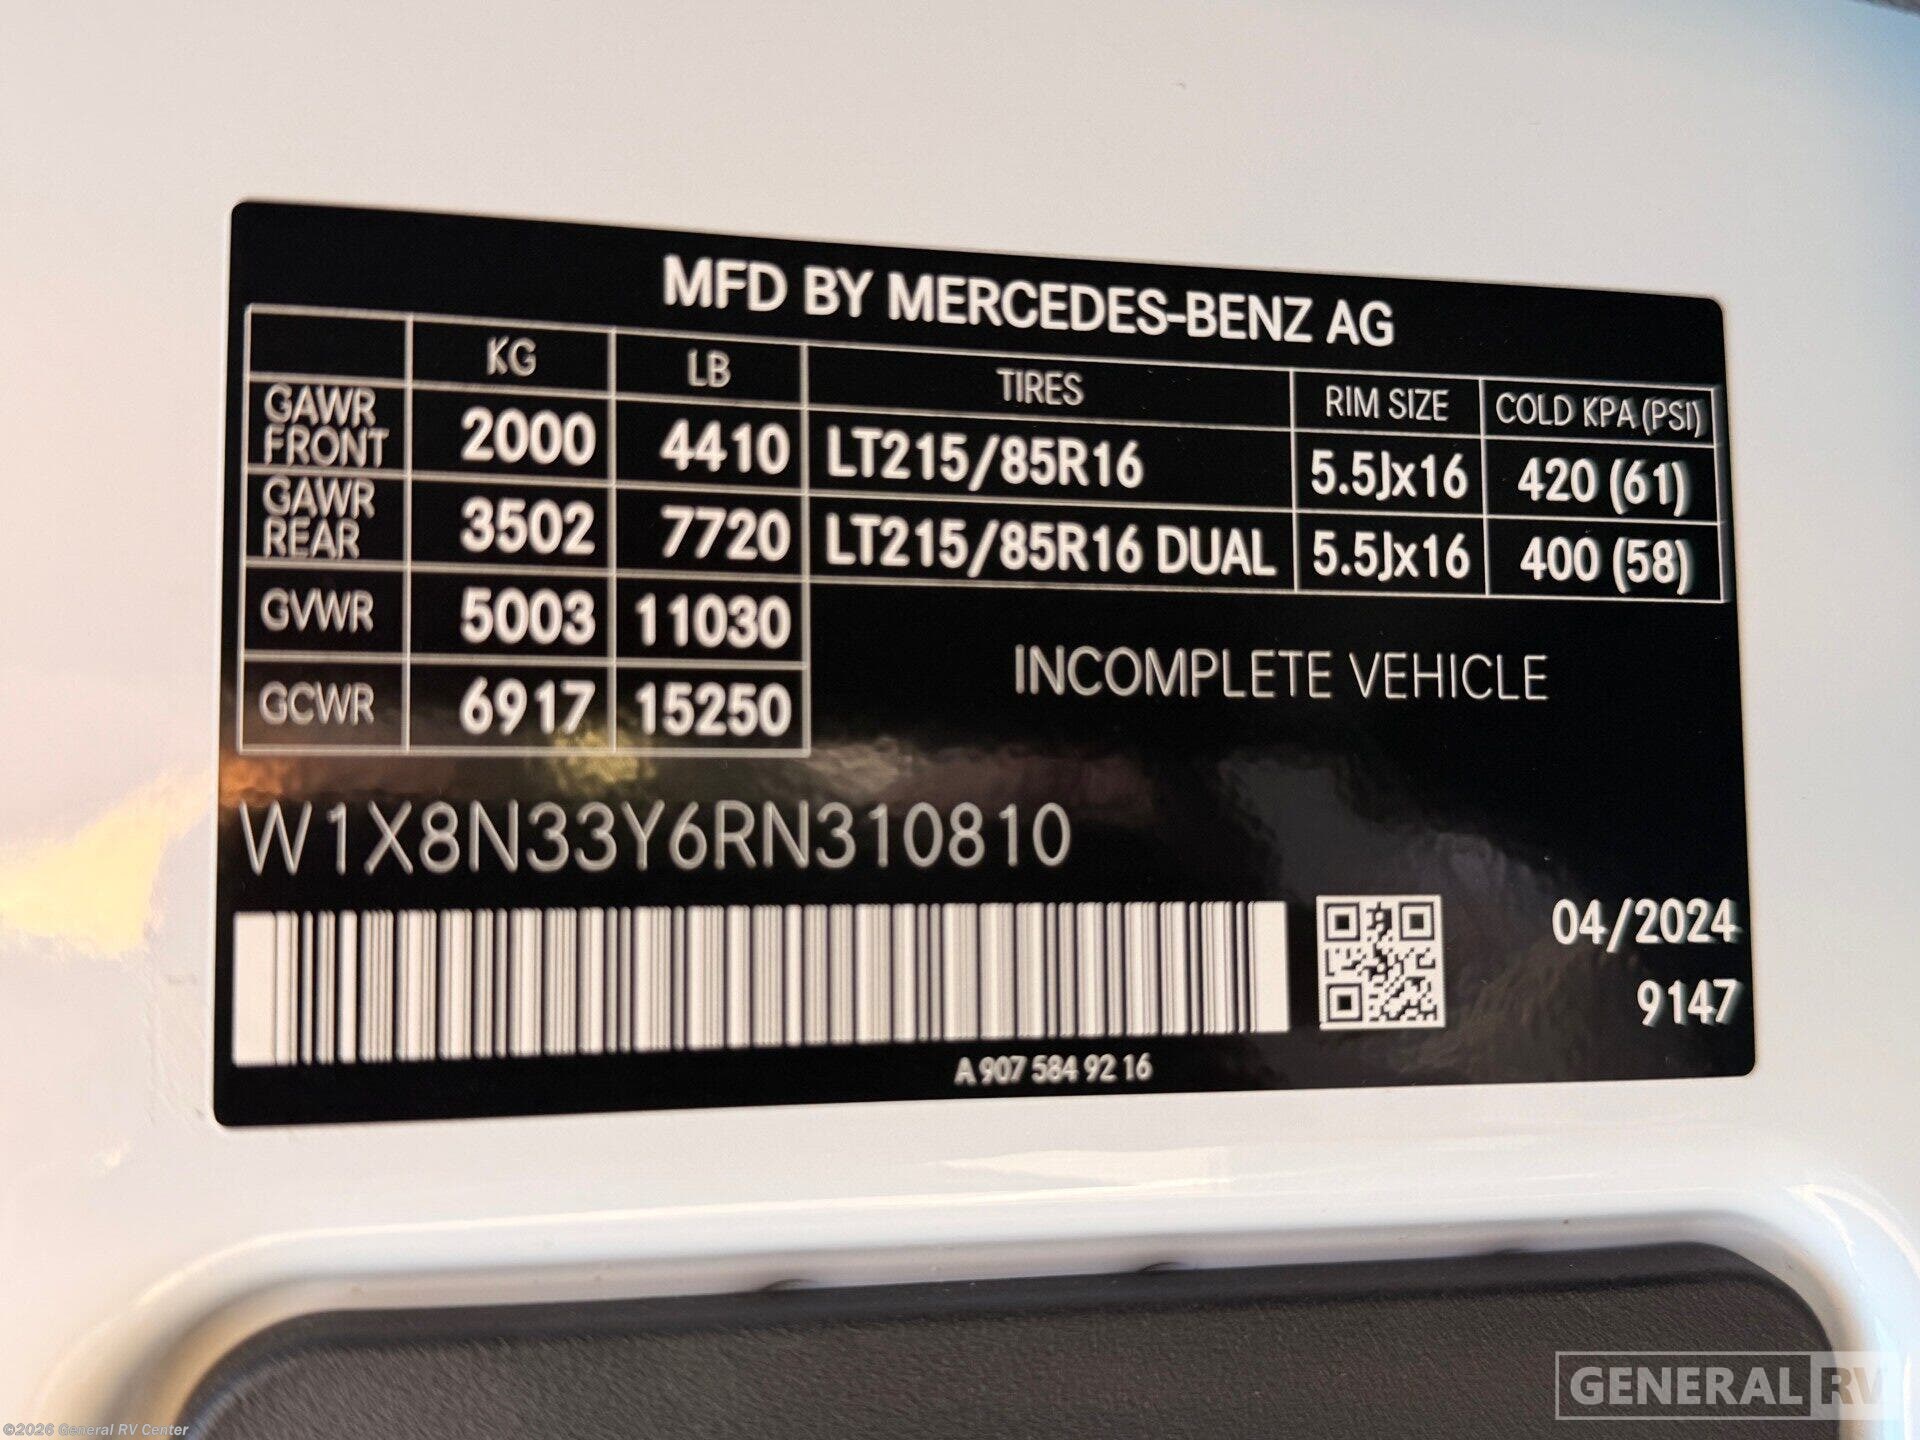 MFD BY MERCEDES-BENZ AG
KG LB TIRES RIM SIZE COLD KPA (PSI)
GAWR FRONT 2000 4410 LT215/85R16 5.5Jx16 420 (61)
GAWR REAR 3502 7720 LT215/85R16 DUAL 5.5Jx16 400 (58)
GVWR 5003 11030
GCWR 6917 15250
INCOMPLETE VEHICLE
W1X8N33Y6RN310810
04/2024
9147
A 907 584 92 16
GENERAL RV
©2026 General RV Center